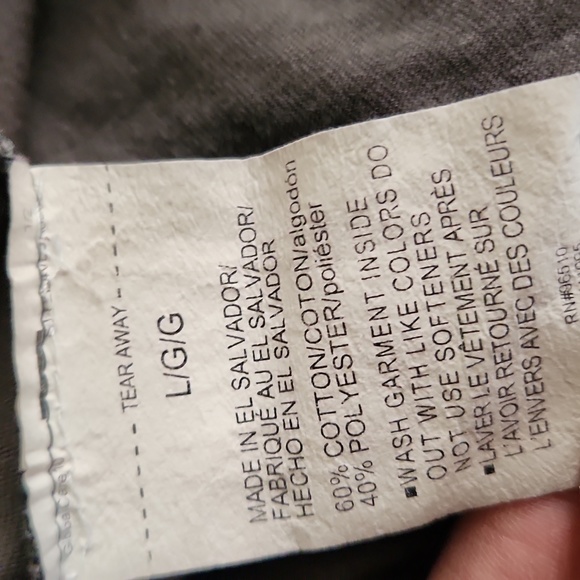 TEAR AWAY
L/G/G
MADE IN EL SALVADOR/
FABRIQUÉ AU EL SALVADOR/
HECHO EN EL SALVADOR
60% COTTON/COTON/algodón
40% POLYESTER/poliéster
▪WASH GARMENT INSIDE
OUT WITH LIKE COLORS DO
NOT USE SOFTENERS
▪LAVER LE VÊTEMENT APRÈS
L'AVOIR RETOURNÉ SUR
L'ENVERS AVEC DES COULEURS
RN#96510